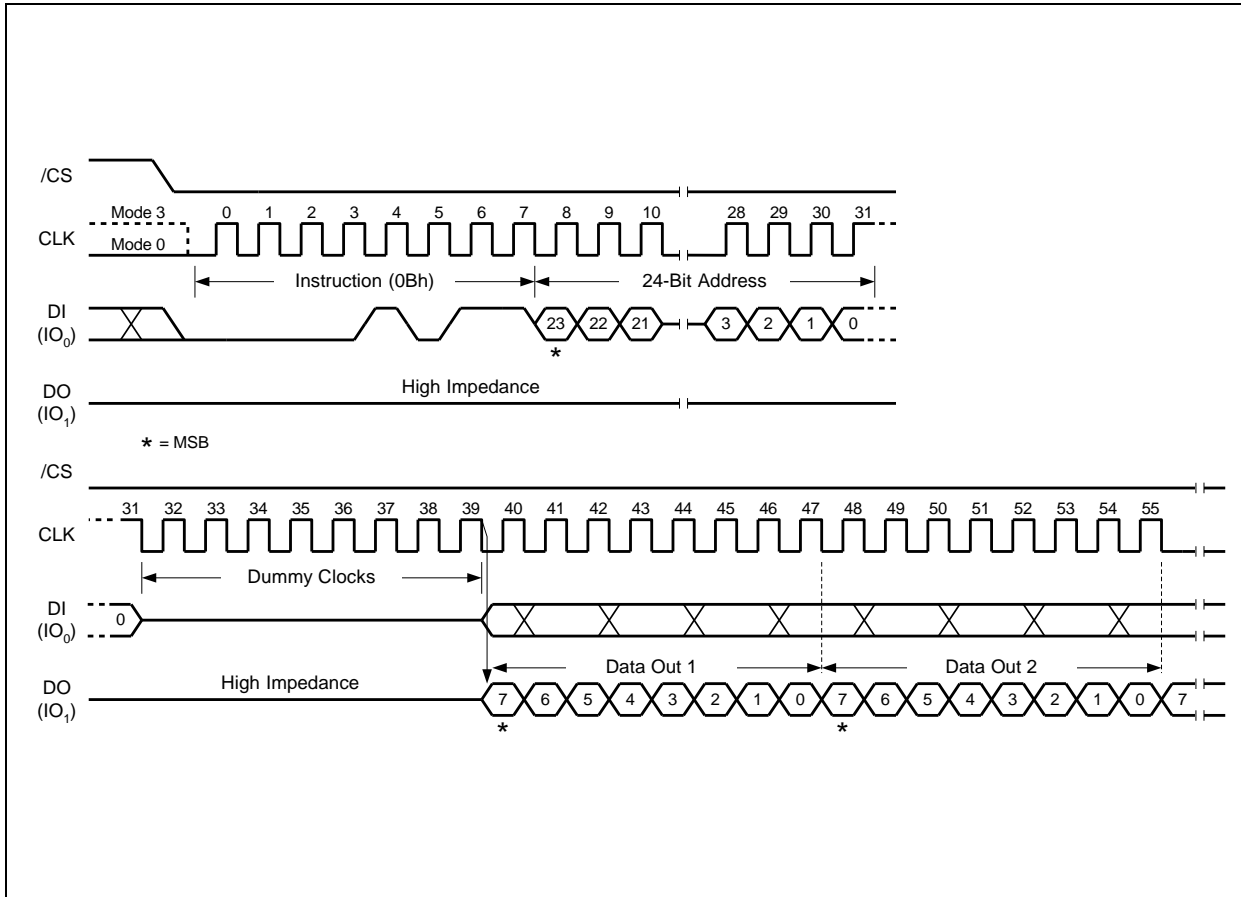 /CS
Mode 3 0 1 2 3 4 5 6 7 8 9 10 28 29 30 31
CLK
Mode 0
Instruction (0Bh) 24-Bit Address
DI
(IO0) 23 22 21 3 2 1 0
*
High Impedance
DO
(IO1)
* = MSB
/CS
31 32 33 34 35 36 37 38 39 40 41 42 43 44 45 46 47 48 49 50 51 52 53 54 55
CLK
Dummy Clocks
DI
(IO0) 0
Data Out 1 Data Out 2
High Impedance
DO
(IO1) 7 6 5 4 3 2 1 0 7 6 5 4 3 2 1 0 7
* *